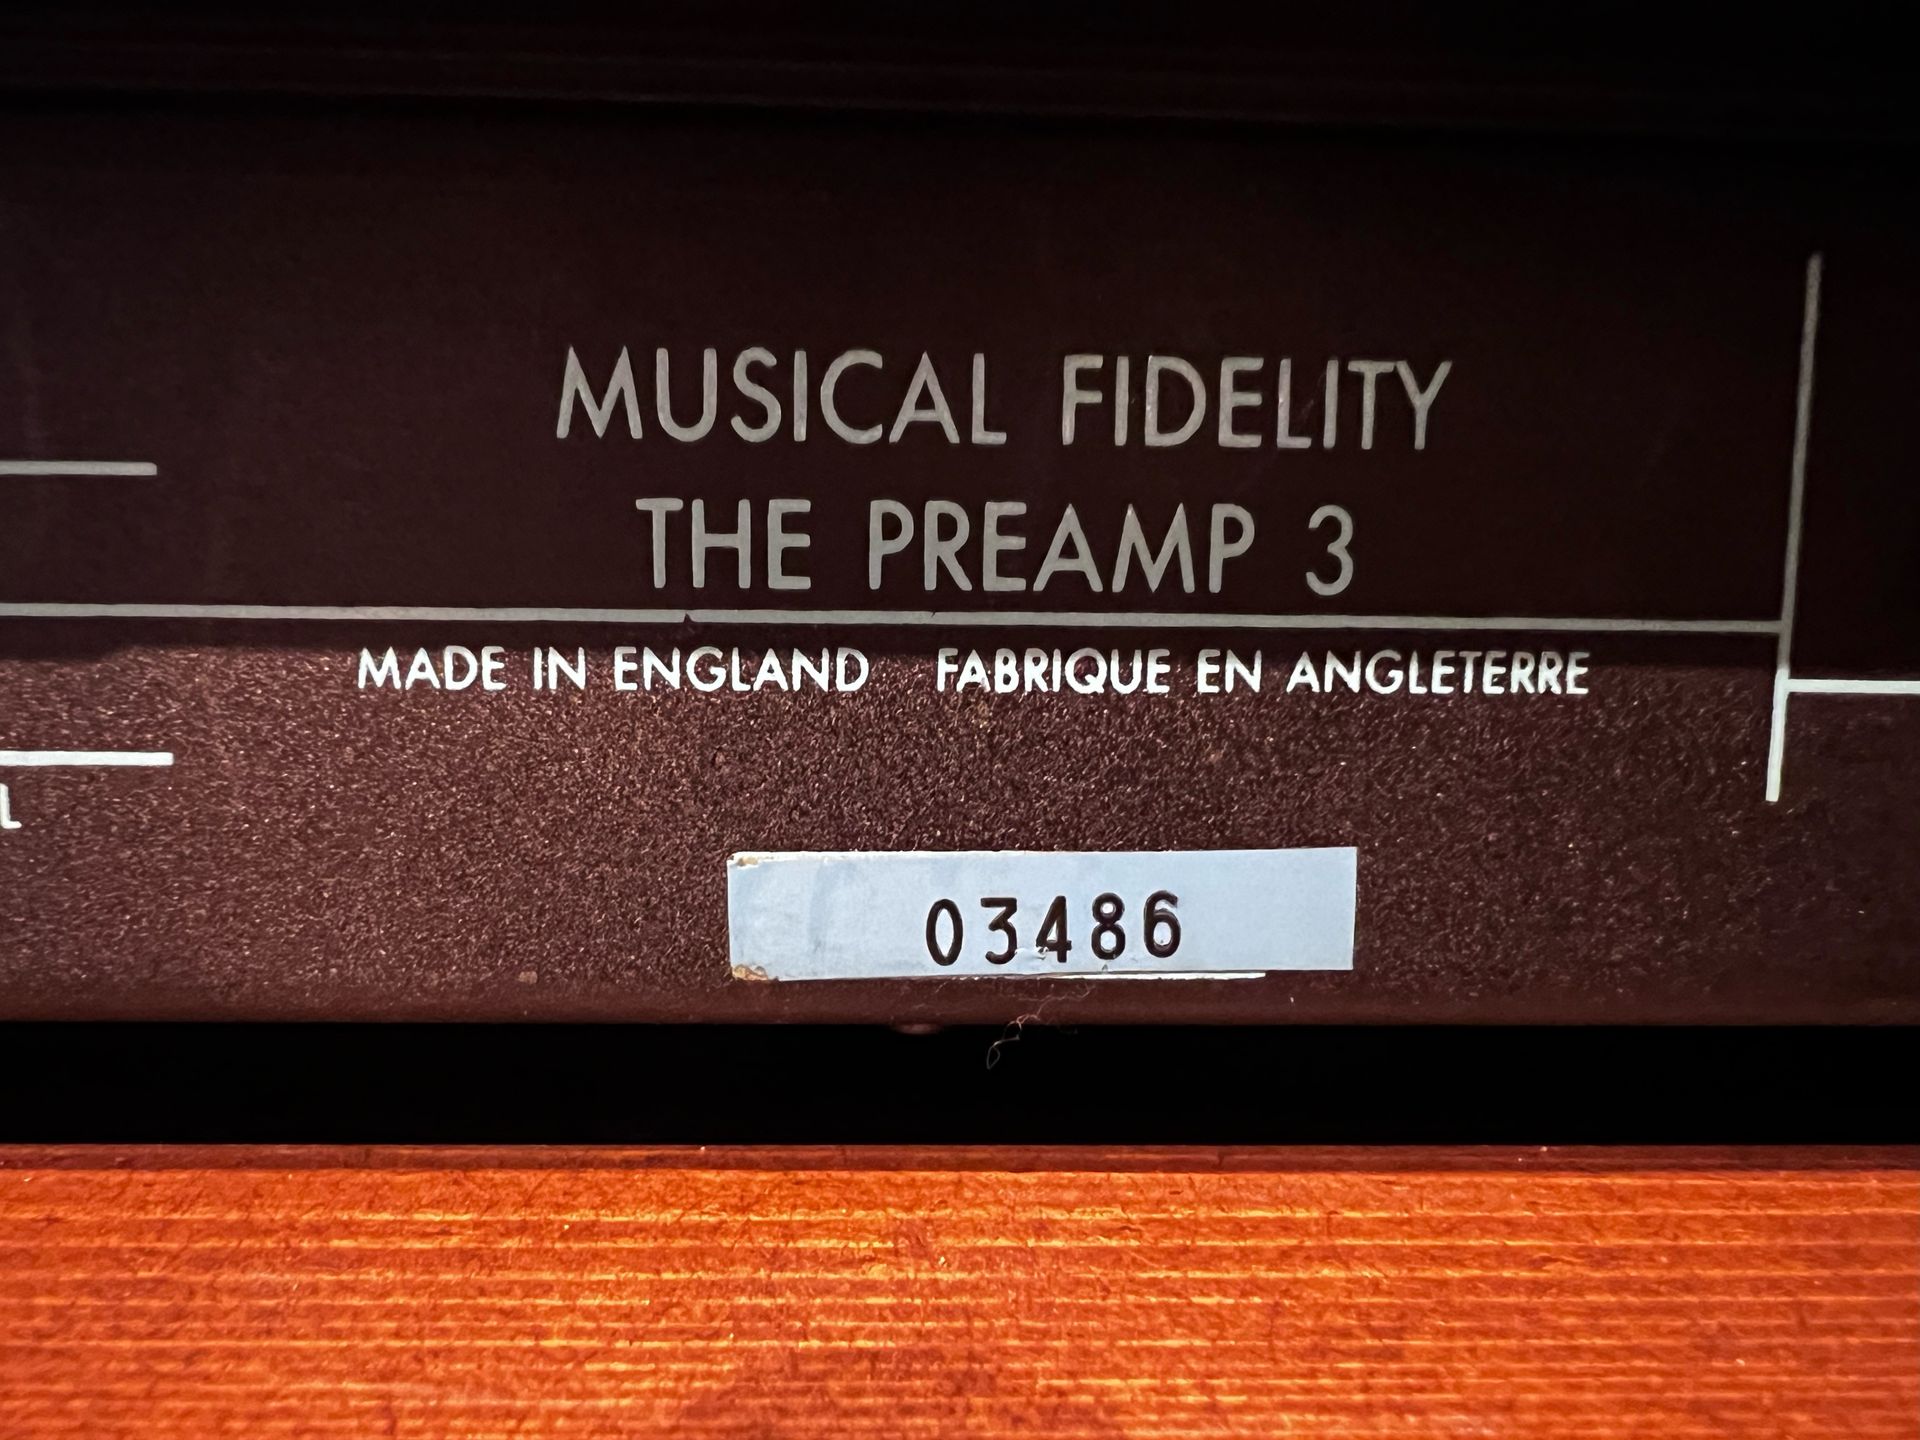 MUSICAL FIDELITY
THE PREAMP 3
MADE IN ENGLAND FABRIQUE EN ANGLETERRE
L
03486